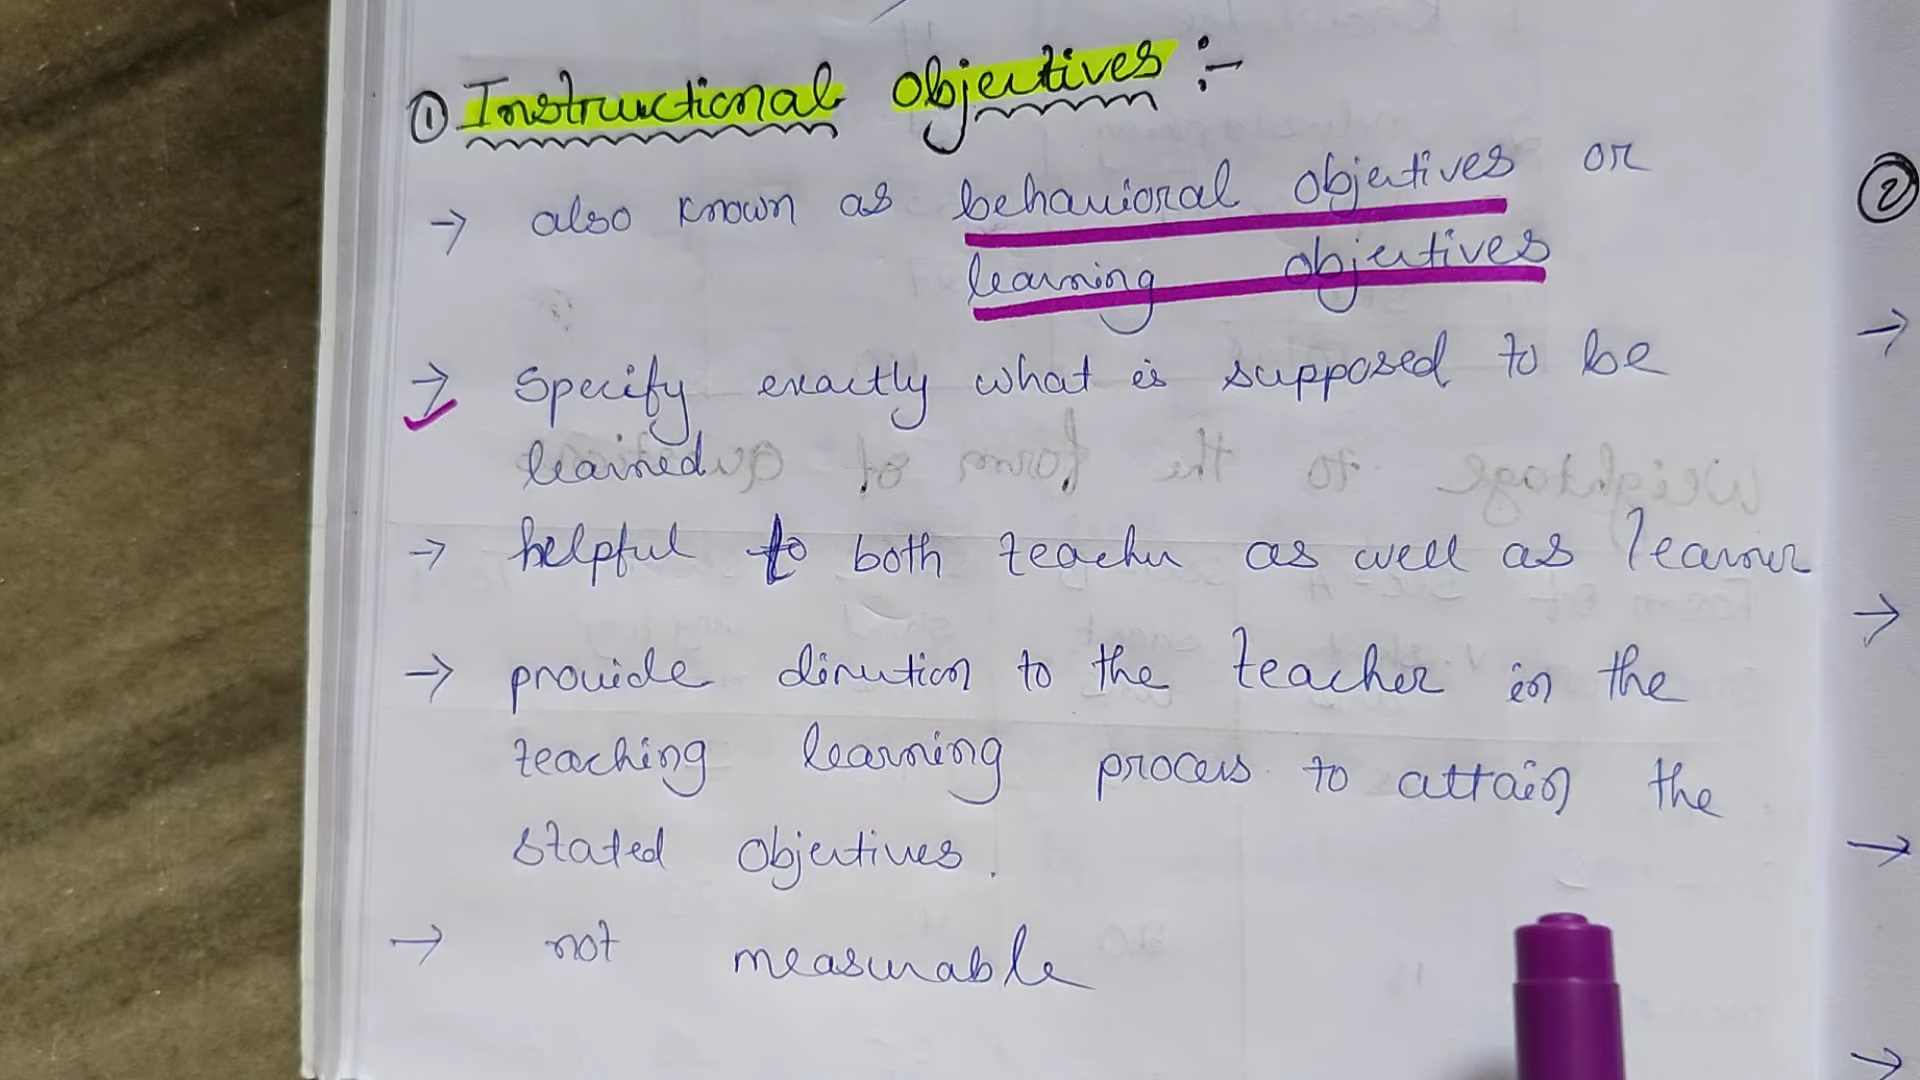 ① Instructional Objectives :-
→ also known as behavioral objectives or
learning objectives
→ Specify exactly what is supposed to be
learned
→ helpful to both teacher as well as learner
→ provide direction to the teacher in the
teaching learning process to attain the
stated objectives.
→ not measurable
②
→
→
→
→